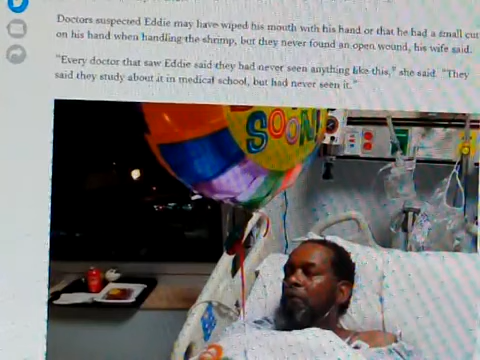 Doctors suspected Eddie may have wiped his mouth with his hand or that he had a small cut
on his hand when handling the shrimp, but they never found an open wound, his wife said.
"Every doctor that saw Eddie said they had never seen anything like this," she said. "They
said they study about it in medical school, but had never seen it."
SOON!